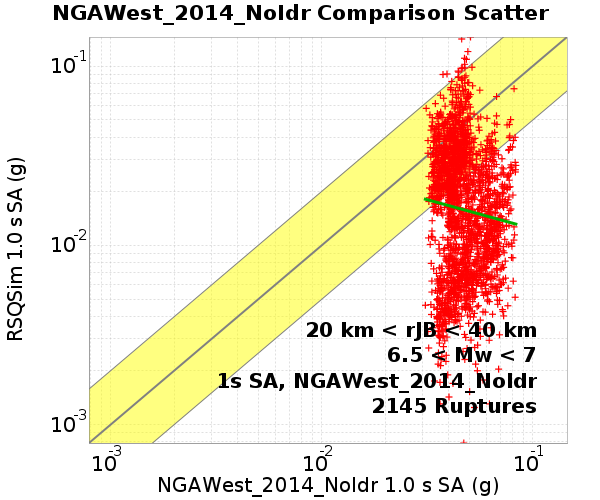 NGAWest_2014_NoIdr Comparison Scatter
10-1
10-2
10-3
RSQSim 1.0 s SA (g)
20 km < rJB < 40 km
6.5 < Mw < 7
1s SA, NGAWest_2014_NoIdr
2145 Ruptures
10-3 10-2 10-1
NGAWest_2014_NoIdr 1.0 s SA (g)